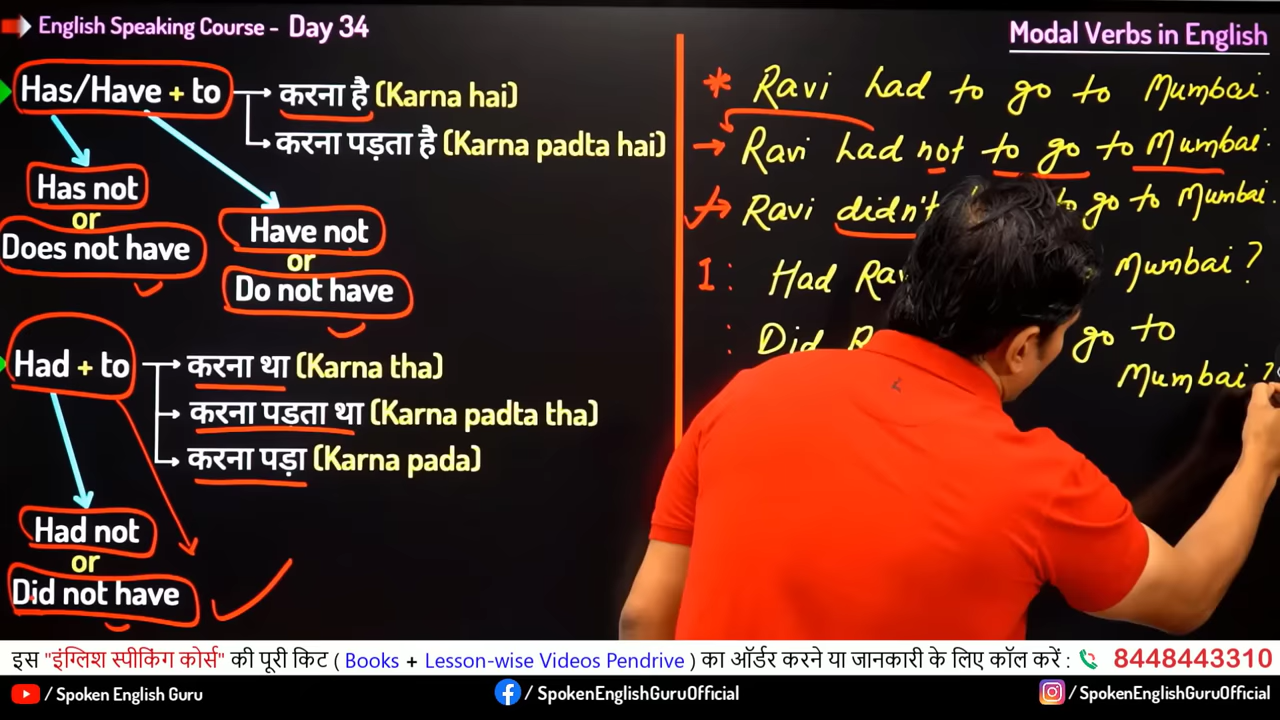 English Speaking Course - Day 34
Modal Verbs in English
Has/Have + to
करना है (Karna hai)
करना पड़ता है (Karna padta hai)
Has not
or
Does not have
Have not
or
Do not have
Had + to
करना था (Karna tha)
करना पड़ता था (Karna padta tha)
करना पड़ा (Karna pada)
Had not
or
Did not have
* Ravi had to go to Mumbai.
→ Ravi had not to go to Mumbai.
→ Ravi didn't to go to Mumbai.
I: Had Mumbai?
: Did go to
Mumbai?
इस "इंग्लिश स्पीकिंग कोर्स" की पूरी किट ( Books + Lesson-wise Videos Pendrive ) का ऑर्डर करने या जानकारी के लिए कॉल करें : 8448443310
/ Spoken English Guru
/ SpokenEnglishGuruOfficial
/ SpokenEnglishGuruOfficial